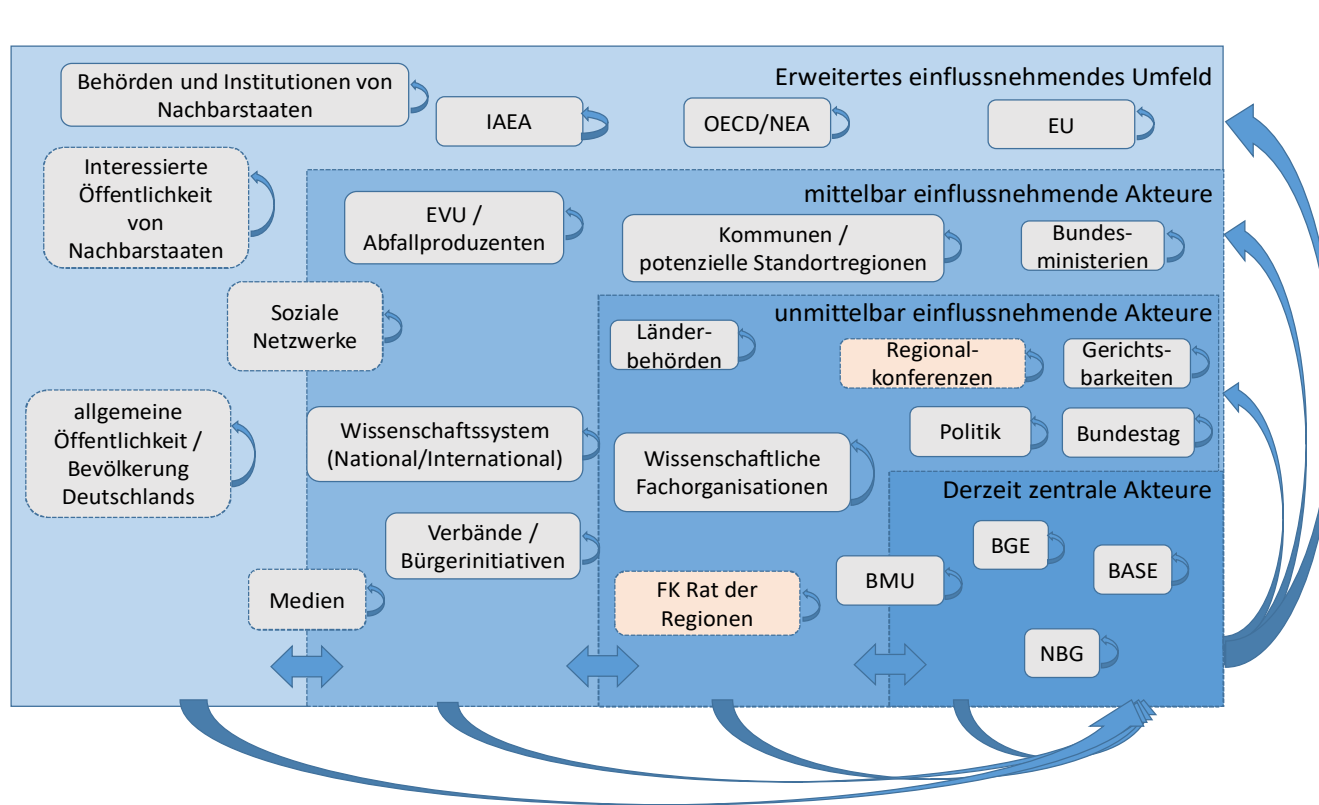 Erweitertes einflussnehmendes Umfeld
Behörden und Institutionen von
Nachbarstaaten
IAEA
OECD/NEA
EU
Interessierte
Öffentlichkeit
von
Nachbarstaaten
mittelbar einflussnehmende Akteure
EVU /
Abfallproduzenten
Kommunen /
potenzielle Standortregionen
Bundes-
ministerien
Soziale
Netzwerke
unmittelbar einflussnehmende Akteure
Länder-
behörden
Regional-
konferenzen
Gerichts-
barkeiten
allgemeine
Öffentlichkeit /
Bevölkerung
Deutschlands
Wissenschaftssystem
(National/International)
Politik
Bundestag
Wissenschaftliche
Fachorganisationen
Derzeit zentrale Akteure
Verbände /
Bürgerinitiativen
BGE
BASE
Medien
FK Rat der
Regionen
BMU
NBG